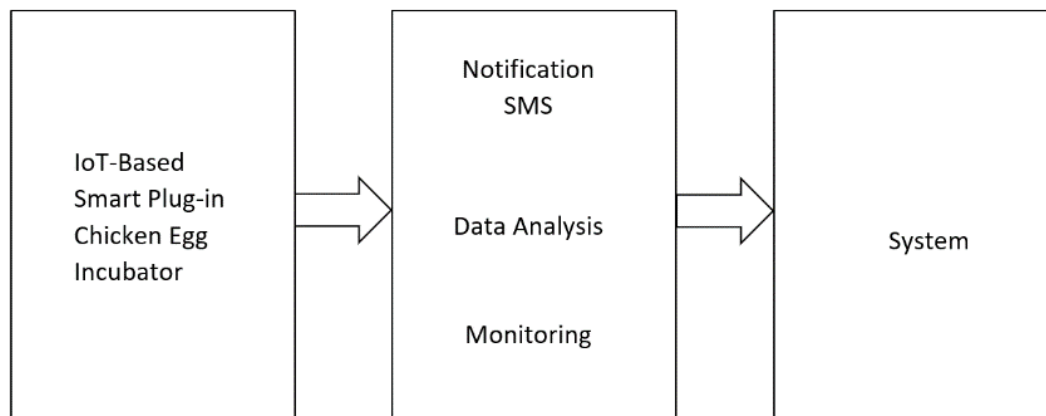 IoT-Based
Smart Plug-in
Chicken Egg
Incubator
Notification
SMS
Data Analysis
Monitoring
System